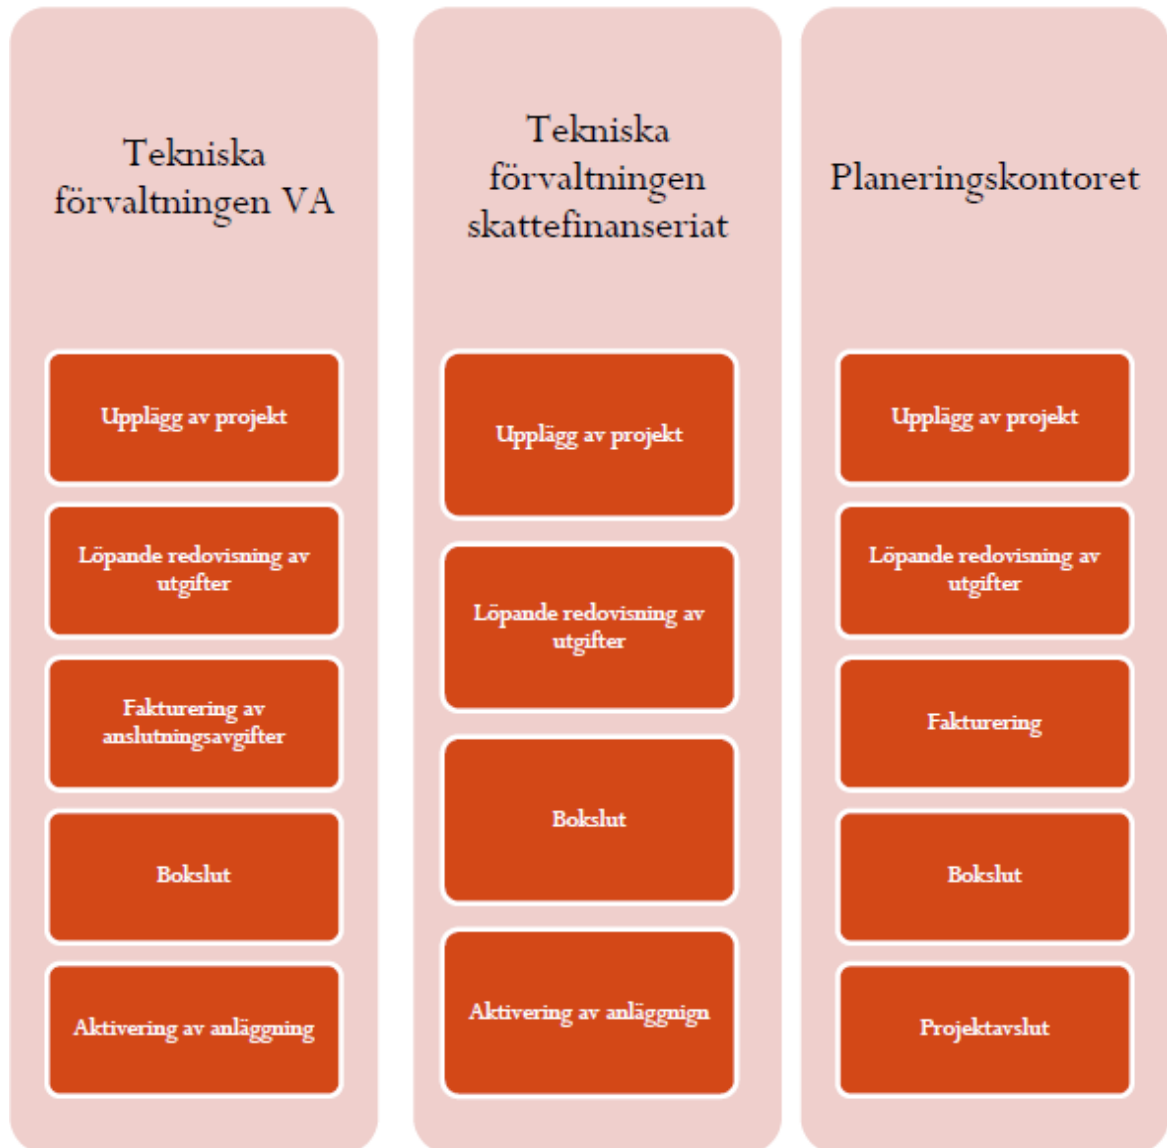 Tekniska
förvaltningen VA
Upplägg av projekt
Löpande redovisning av
utgifter
Fakturering av
anslutningsavgifter
Bokslut
Aktivering av anläggning
Tekniska
förvaltningen
skattefinanseriat
Upplägg av projekt
Löpande redovisning av
utgifter
Bokslut
Aktivering av anläggnign
Planeringskontoret
Upplägg av projekt
Löpande redovisning av
utgifter
Fakturering
Bokslut
Projektavslut